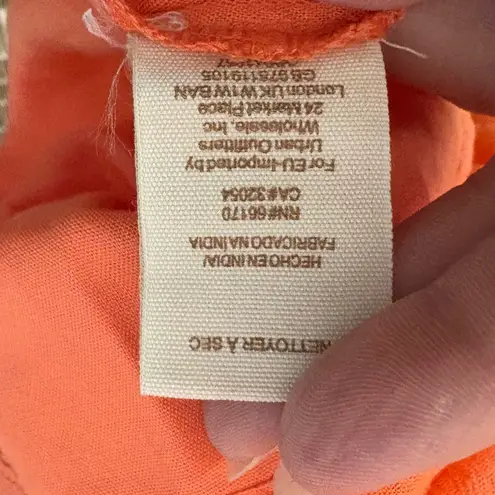 NETTOYER À SEC
HECHO EN INDIA/
FABRICADO NA INDIA
RN#66170
CA#32054
For EU-Imported by
Urban Outfitters
Wholesale, Inc
24 Market Place
London UK W1W 8AN
GB 978119105